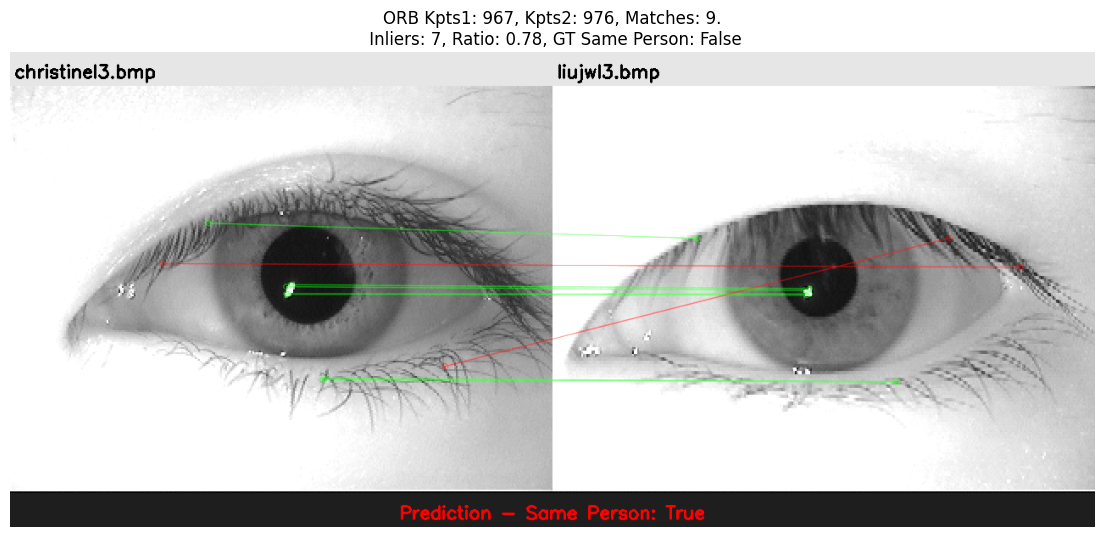 ORB Kpts1: 967, Kpts2: 976, Matches: 9.
Inliers: 7, Ratio: 0.78, GT Same Person: False
christinel3.bmp
liujwl3.bmp
Prediction - Same Person: True